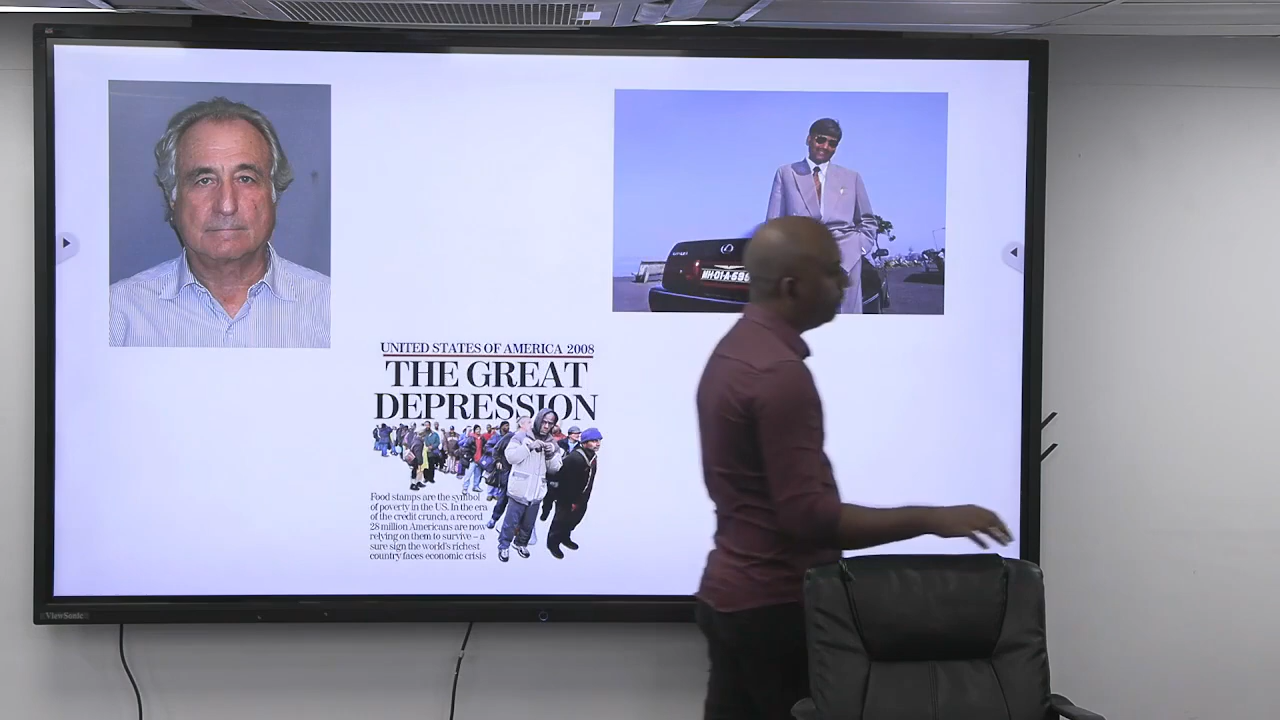 MH-01-A-59
UNITED STATES OF AMERICA 2008
THE GREAT
DEPRESSION
Food stamps are the symbol
of poverty in the US. In the era
of the credit crunch, a record
28 million Americans are now
relying on them to survive – a
sure sign the world's richest
country faces economic crisis
ViewSonic